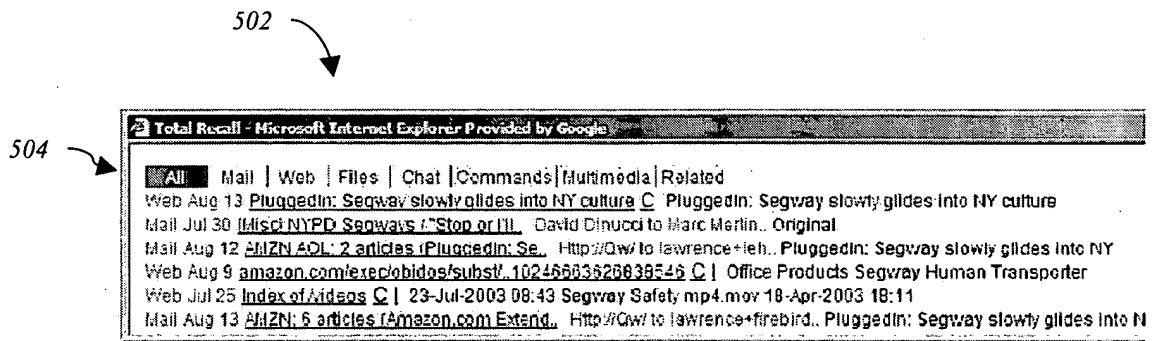 502
504
Total Recall - Microsoft Internet Explorer Provided by Google
All Mail | Web | Files | Chat | Commands | Multimedia | Related
Web Aug 13 PluggedIn: Segway slowly glides into NY culture C PluggedIn: Segway slowly glides into NY culture
Mail Jul 30 [Misc] NYPD Segways / "Stop or I'll.. David Dinucci to Marc Merlin.. Original
Mail Aug 12 AMZN AOL: 2 articles (PluggedIn: Se.. Http://Qw/ to lawrence+leh.. PluggedIn: Segway slowly glides into NY
Web Aug 9 amazon.com/exec/obidos/subst/..10246663626838546 C | Office Products Segway Human Transporter
Web Jul 25 Index of /videos C | 23-Jul-2003 08:43 Segway Safety mp4.mov 18-Apr-2003 18:11
Mail Aug 13 AMZN: 6 articles (Amazon.com Extend.. Http://Qw/ to lawrence+firebird.. PluggedIn: Segway slowly glides into N